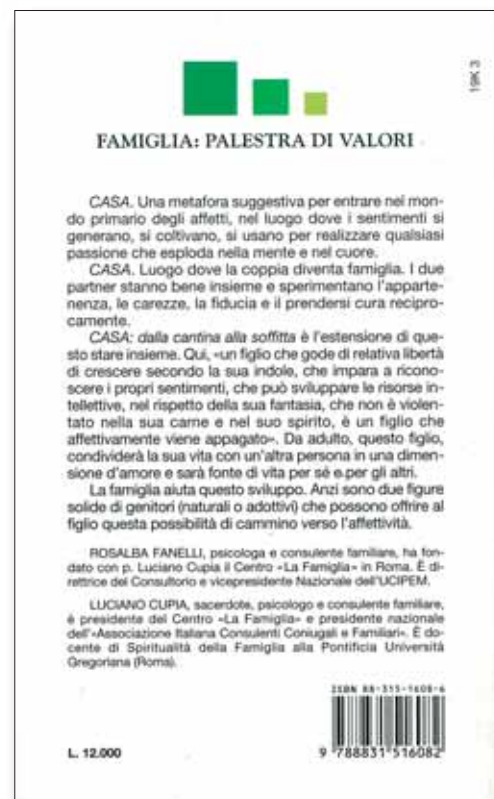 19K 3
FAMIGLIA: PALESTRA DI VALORI
CASA. Una metafora suggestiva per entrare nel mon-
do primario degli affetti, nel luogo dove i sentimenti si
generano, si coltivano, si usano per realizzare qualsiasi
passione che esploda nella mente e nel cuore.
CASA. Luogo dove la coppia diventa famiglia. I due
partner stanno bene insieme e sperimentano l'apparte-
nenza, le carezze, la fiducia e il prendersi cura recipro-
camente.
CASA: dalla cantina alla soffitta è l'estensione di que-
sto stare insieme. Qui, «un figlio che gode di relativa libertà
di crescere secondo la sua indole, che impara a ricono-
scere i propri sentimenti, che può sviluppare le risorse in-
tellettive, nel rispetto della sua fantasia, che non è violen-
tato nella sua carne e nel suo spirito, è un figlio che
affettivamente viene appagato». Da adulto, questo figlio,
condividerà la sua vita con un'altra persona in una dimen-
sione d'amore e sarà fonte di vita per sé e per gli altri.
La famiglia aiuta questo sviluppo. Anzi sono due figure
solide di genitori (naturali o adottivi) che possono offrire al
figlio questa possibilità di cammino verso l'affettività.
ROSALBA FANELLI, psicologa e consulente familiare, ha fon-
dato con p. Luciano Cupia il Centro «La Famiglia» in Roma. È di-
rettrice del Consultorio e vicepresidente Nazionale dell'UCIPEM.
LUCIANO CUPIA, sacerdote, psicologo e consulente familiare,
è presidente del Centro «La Famiglia» e presidente nazionale
dell'«Associazione Italiana Consulenti Coniugali e Familiari». È do-
cente di Spiritualità della Famiglia alla Pontificia Università
Gregoriana (Roma).
ISBN 88-315-1608-6
L. 12.000
9 788831 516082